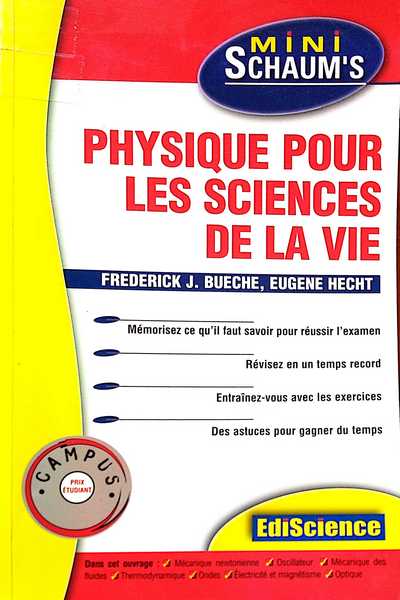 MiNi
SCHAUM'S
PHYSIQUE POUR
LES SCIENCES
DE LA VIE
FREDERICK J. BUECHE, EUGENE HECHT
Mémorisez ce qu'il faut savoir pour réussir l'examen
Révisez en un temps record
Entraînez-vous avec les exercices
Des astuces pour gagner du temps
CAMPUS
PRIX
ÉTUDIANT
EdiScience
Dans cet ouvrage : Mécanique newtonienne Oscillateur Mécanique des
fluides Thermodynamique Ondes Électricité et magnétisme Optique